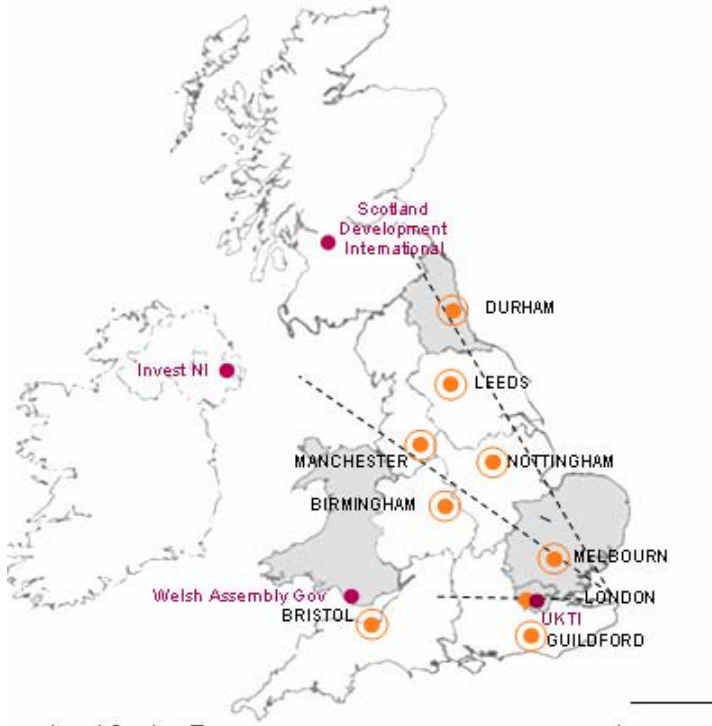 Scotland
Development
International
DURHAM
Invest NI
LEEDS
MANCHESTER
NOTTINGHAM
BIRMINGHAM
MELBOURN
Welsh Assembly Gov
LONDON
BRISTOL
UKTI
GUILDFORD